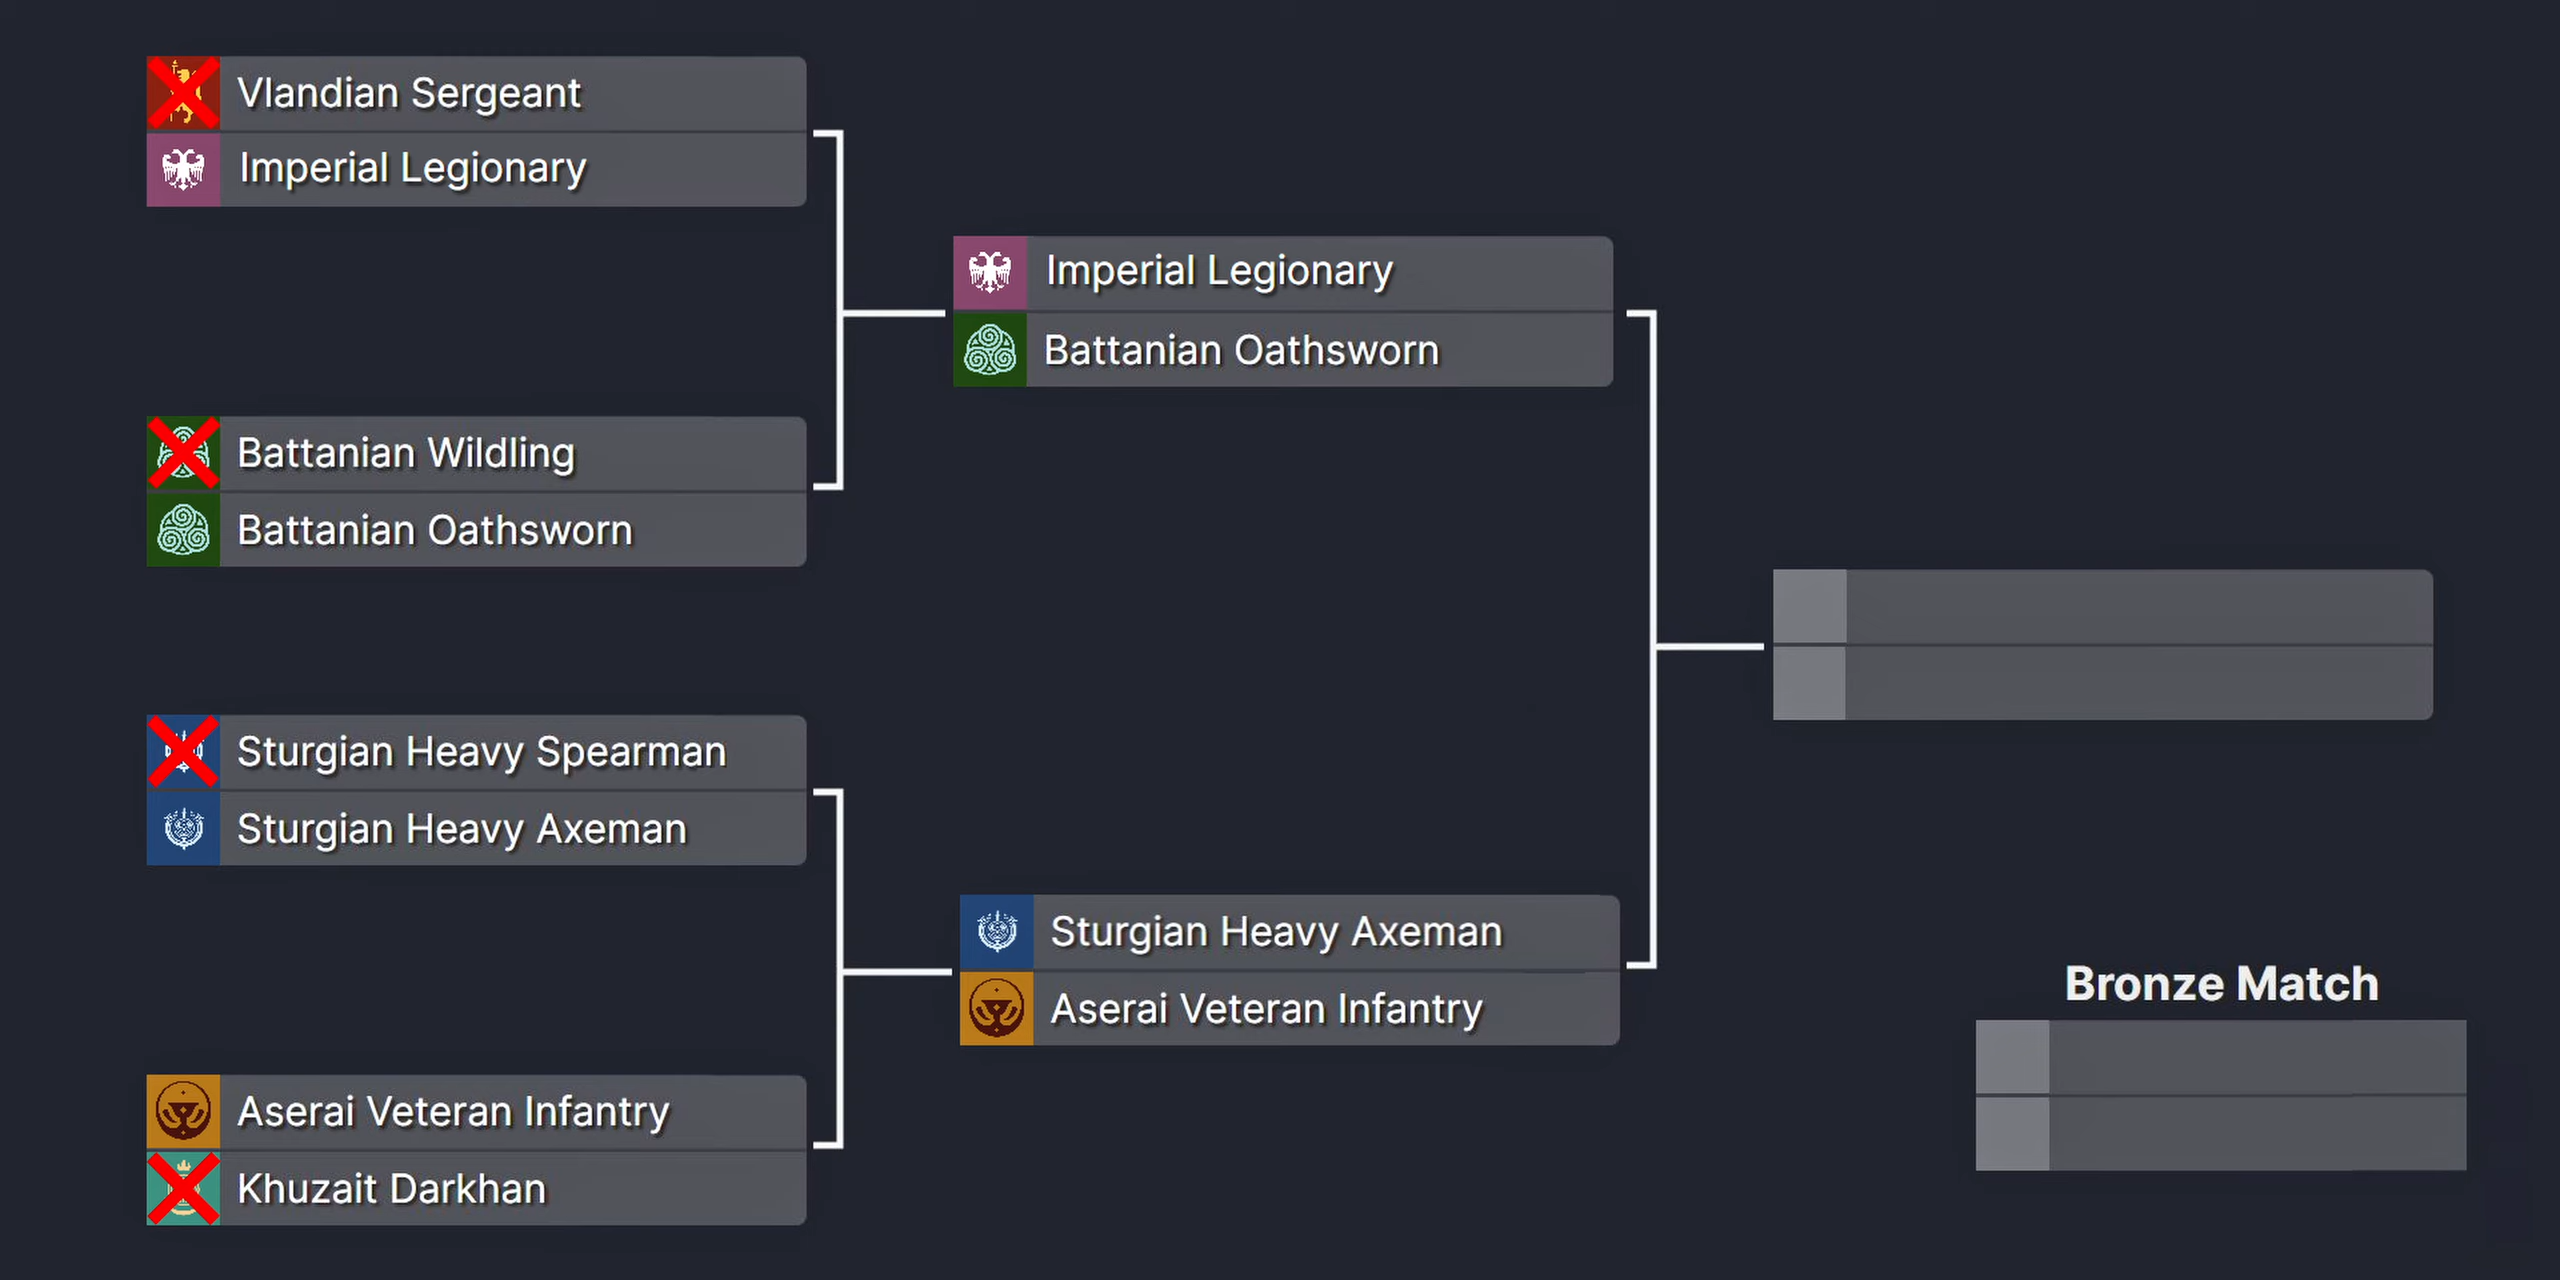 Vlandian Sergeant
Imperial Legionary
Battanian Wildling
Battanian Oathsworn
Sturgian Heavy Spearman
Sturgian Heavy Axeman
Aserai Veteran Infantry
Khuzait Darkhan
Imperial Legionary
Battanian Oathsworn
Sturgian Heavy Axeman
Aserai Veteran Infantry
Bronze Match